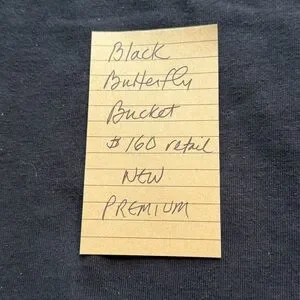 Black
Butterfly
Bucket
$160 retail
NEW
PREMIUM